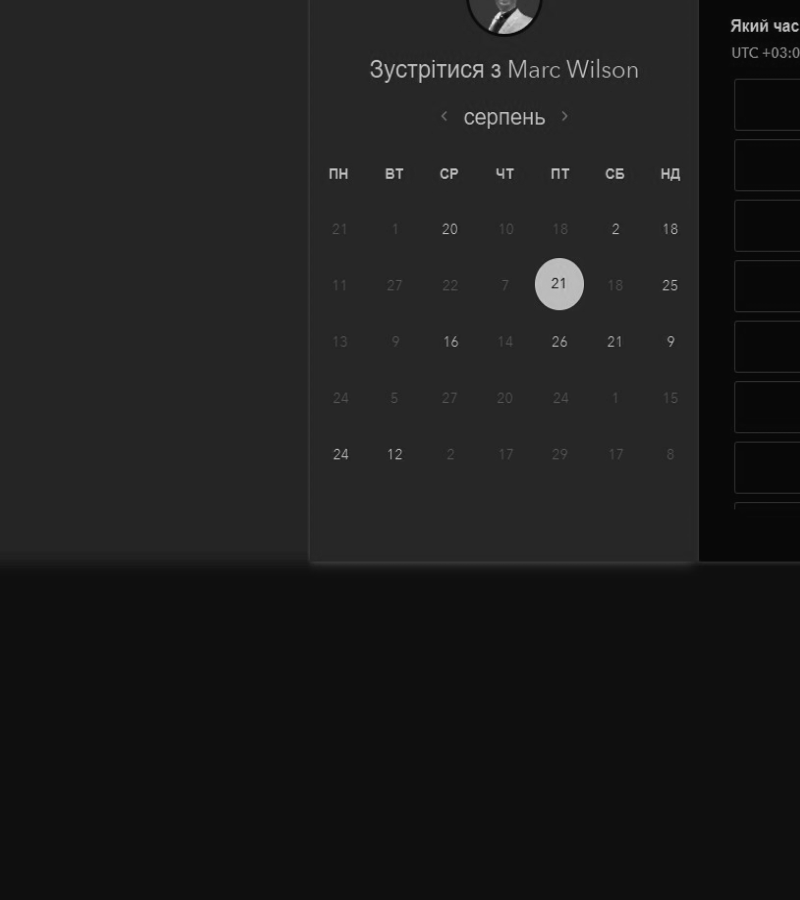 Який час
UTC +03:0
Зустрітися з Marc Wilson
серпень
ПН ВТ СР ЧТ ПТ СБ НД
21 1 20 10 18 2 18
11 27 22 7 21 18 25
13 9 16 14 26 21 9
24 5 27 20 24 1 15
24 12 2 17 29 17 8